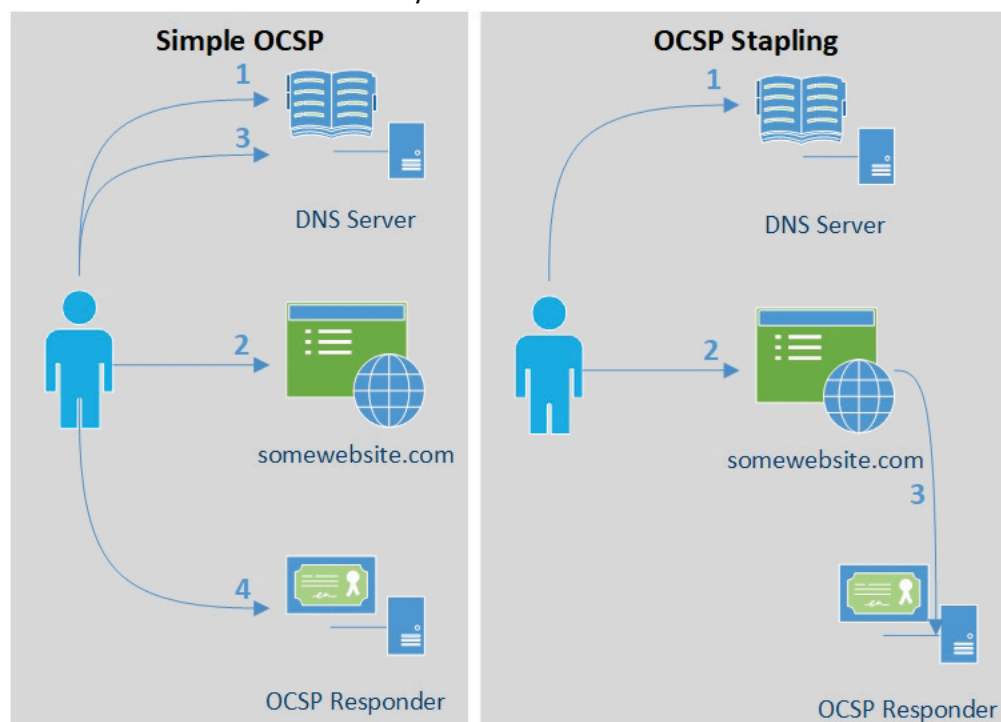 Simple OCSP
1
3
DNS Server
2
somewebsite.com
4
OCSP Responder
OCSP Stapling
1
DNS Server
2
somewebsite.com
3
OCSP Responder